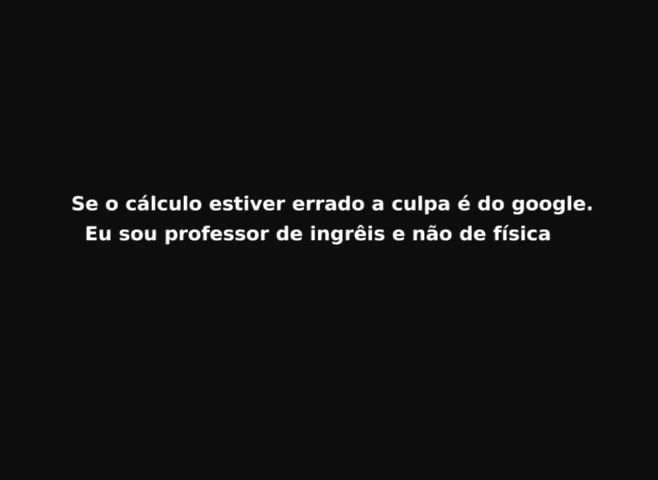 Se o cálculo estiver errado a culpa é do google.
Eu sou professor de ingrêis e não de física